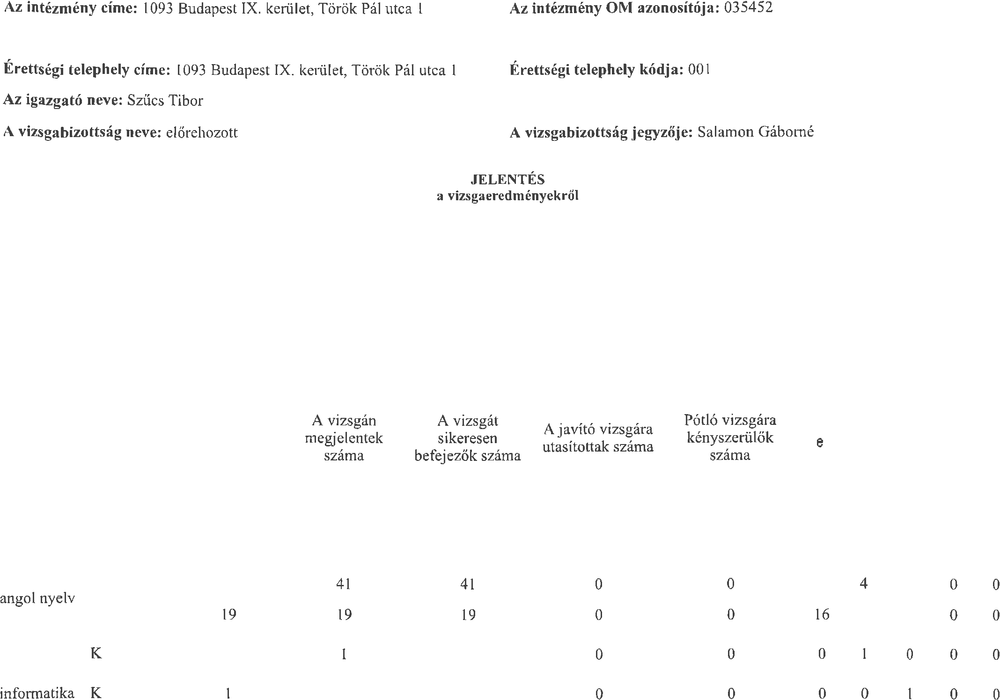 Az intézmény címe: 1093 Budapest IX. kerület, Török Pál utca 1 Az intézmény OM azonosítója: 035452
Érettségi telephely címe: 1093 Budapest IX. kerület, Török Pál utca 1 Érettségi telephely kódja: 001
Az igazgató neve: Szűcs Tibor
A vizsgabizottság neve: előrehozott A vizsgabizottság jegyzője: Salamon Gáborné
JELENTÉS
a vizsgaeredményekről
A vizsgán megjelentek száma
A vizsgát sikeresen befejezők száma
A javító vizsgára utasítottak száma
Pótló vizsgára kényszerülők száma
e
41 41 0 0 4 0 0
angol nyelv
19 19 19 0 0 16 0 0
K 1 0 0 0 1 0 0 0
informatika K 1 0 0 0 0 1 0 0